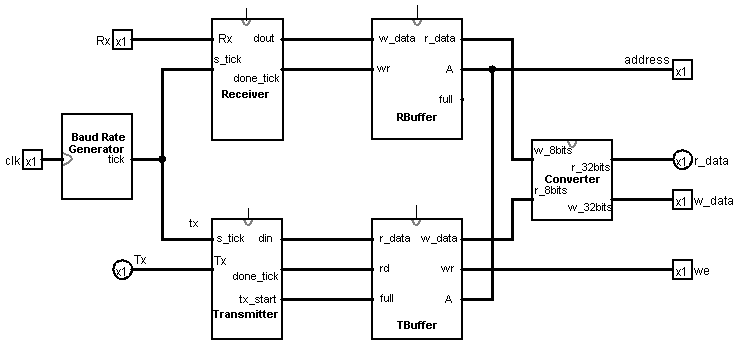 Rx x1 Rx dout w_data r_data
s_tick address
done_tick wr A x1
Receiver full
RBuffer
Baud Rate
Generator
clk x1 tick
w_8bits
r_32bits x1 r_data
Converter
r_8bits
w_32bits x1 w_data
tx
s_tick din r_data w_data
x1 Tx Tx done_tick rd wr x1 we
tx_start full A
Transmitter TBuffer